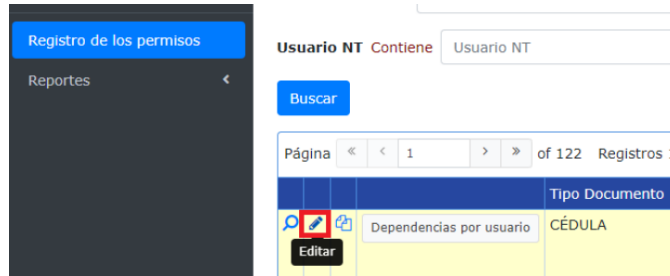 Registro de los permisos
Reportes
Usuario NT Contiene Usuario NT
Buscar
Página 1 of 122 Registros
Tipo Documento
Dependencias por usuario CÉDULA
Editar